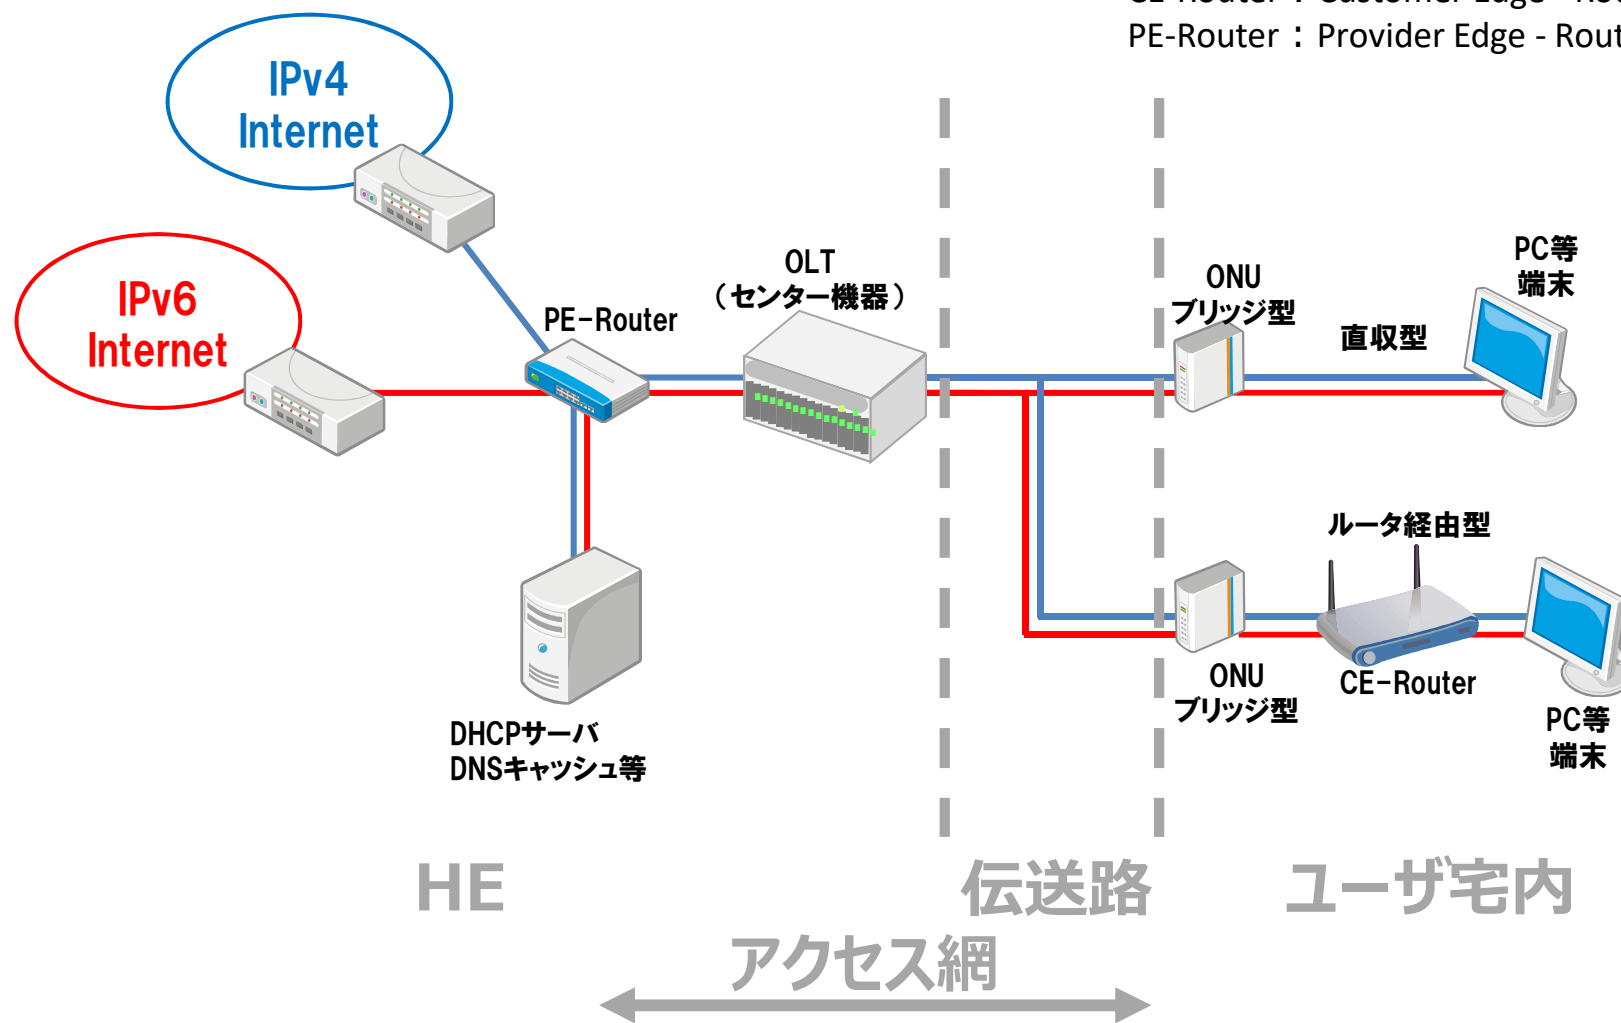 PE-Router：Provider Edge - Rout
IPv4
Internet
IPv6
Internet
PE-Router
OLT
（センター機器）
ONU
ブリッジ型
直収型
PC等
端末
ルータ経由型
ONU
ブリッジ型
CE-Router
PC等
端末
DHCPサーバ
DNSキャッシュ等
HE
伝送路
ユーザ宅内
アクセス網